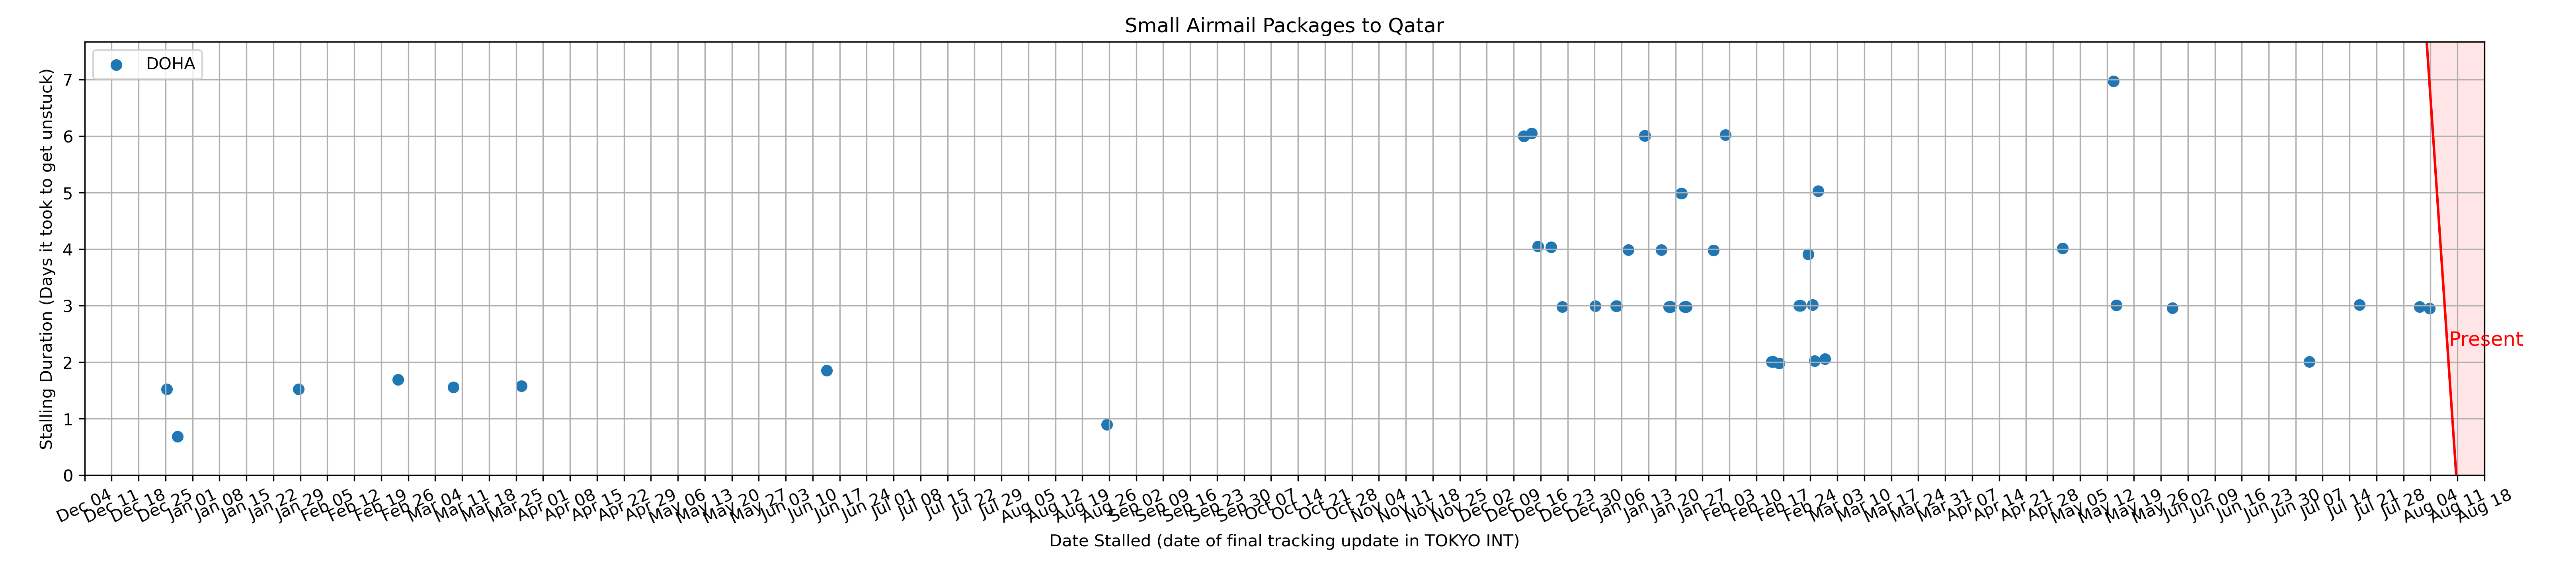 Small Airmail Packages to Qatar
DOHA
Stalling Duration (Days it took to get unstuck)
7
6
5
4
3
2
1
0
Present
Dec 04
Dec 11
Dec 18
Dec 25
Jan 01
Jan 08
Jan 15
Jan 22
Jan 29
Feb 05
Feb 12
Feb 19
Feb 26
Mar 04
Mar 11
Mar 18
Mar 25
Apr 01
Apr 08
Apr 15
Apr 22
Apr 29
May 06
May 13
May 20
May 27
Jun 03
Jun 10
Jun 17
Jun 24
Jul 01
Jul 08
Jul 15
Jul 22
Jul 29
Aug 05
Aug 12
Aug 19
Aug 26
Sep 02
Sep 09
Sep 16
Sep 23
Sep 30
Oct 07
Oct 14
Oct 21
Oct 28
Nov 04
Nov 11
Nov 18
Nov 25
Dec 02
Dec 09
Dec 16
Dec 23
Dec 30
Jan 06
Jan 13
Jan 20
Jan 27
Feb 03
Feb 10
Feb 17
Feb 24
Mar 03
Mar 10
Mar 17
Mar 24
Mar 31
Apr 07
Apr 14
Apr 21
Apr 28
May 05
May 12
May 19
May 26
Jun 02
Jun 09
Jun 16
Jun 23
Jun 30
Jul 07
Jul 14
Jul 21
Jul 28
Aug 04
Aug 11
Aug 18
Date Stalled (date of final tracking update in TOKYO INT)